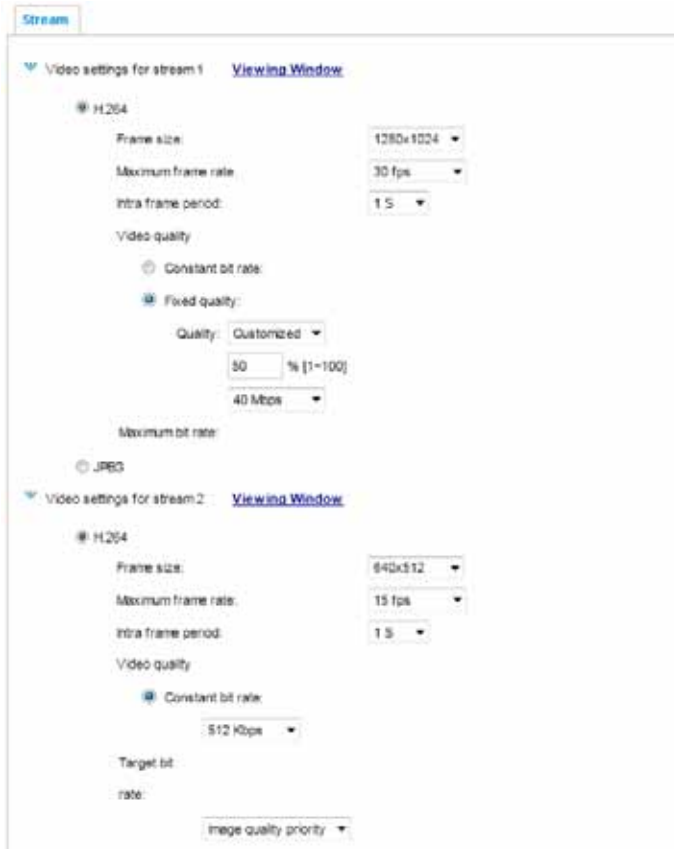 Stream
Video settings for stream 1 Viewing Window
H.264
Frame size: 1280x1024
Maximum frame rate 30 fps
Intra frame period: 1 S
Video quality
Constant bit rate:
Fixed quality:
Quality: Customized
50 % [1~100]
40 Mbps
Maximum bit rate:
JPEG
Video settings for stream 2 Viewing Window
H.264
Frame size: 640x512
Maximum frame rate: 15 fps
Intra frame period: 1 S
Video quality
Constant bit rate:
512 Kbps
Target bit
rate:
Image quality priority